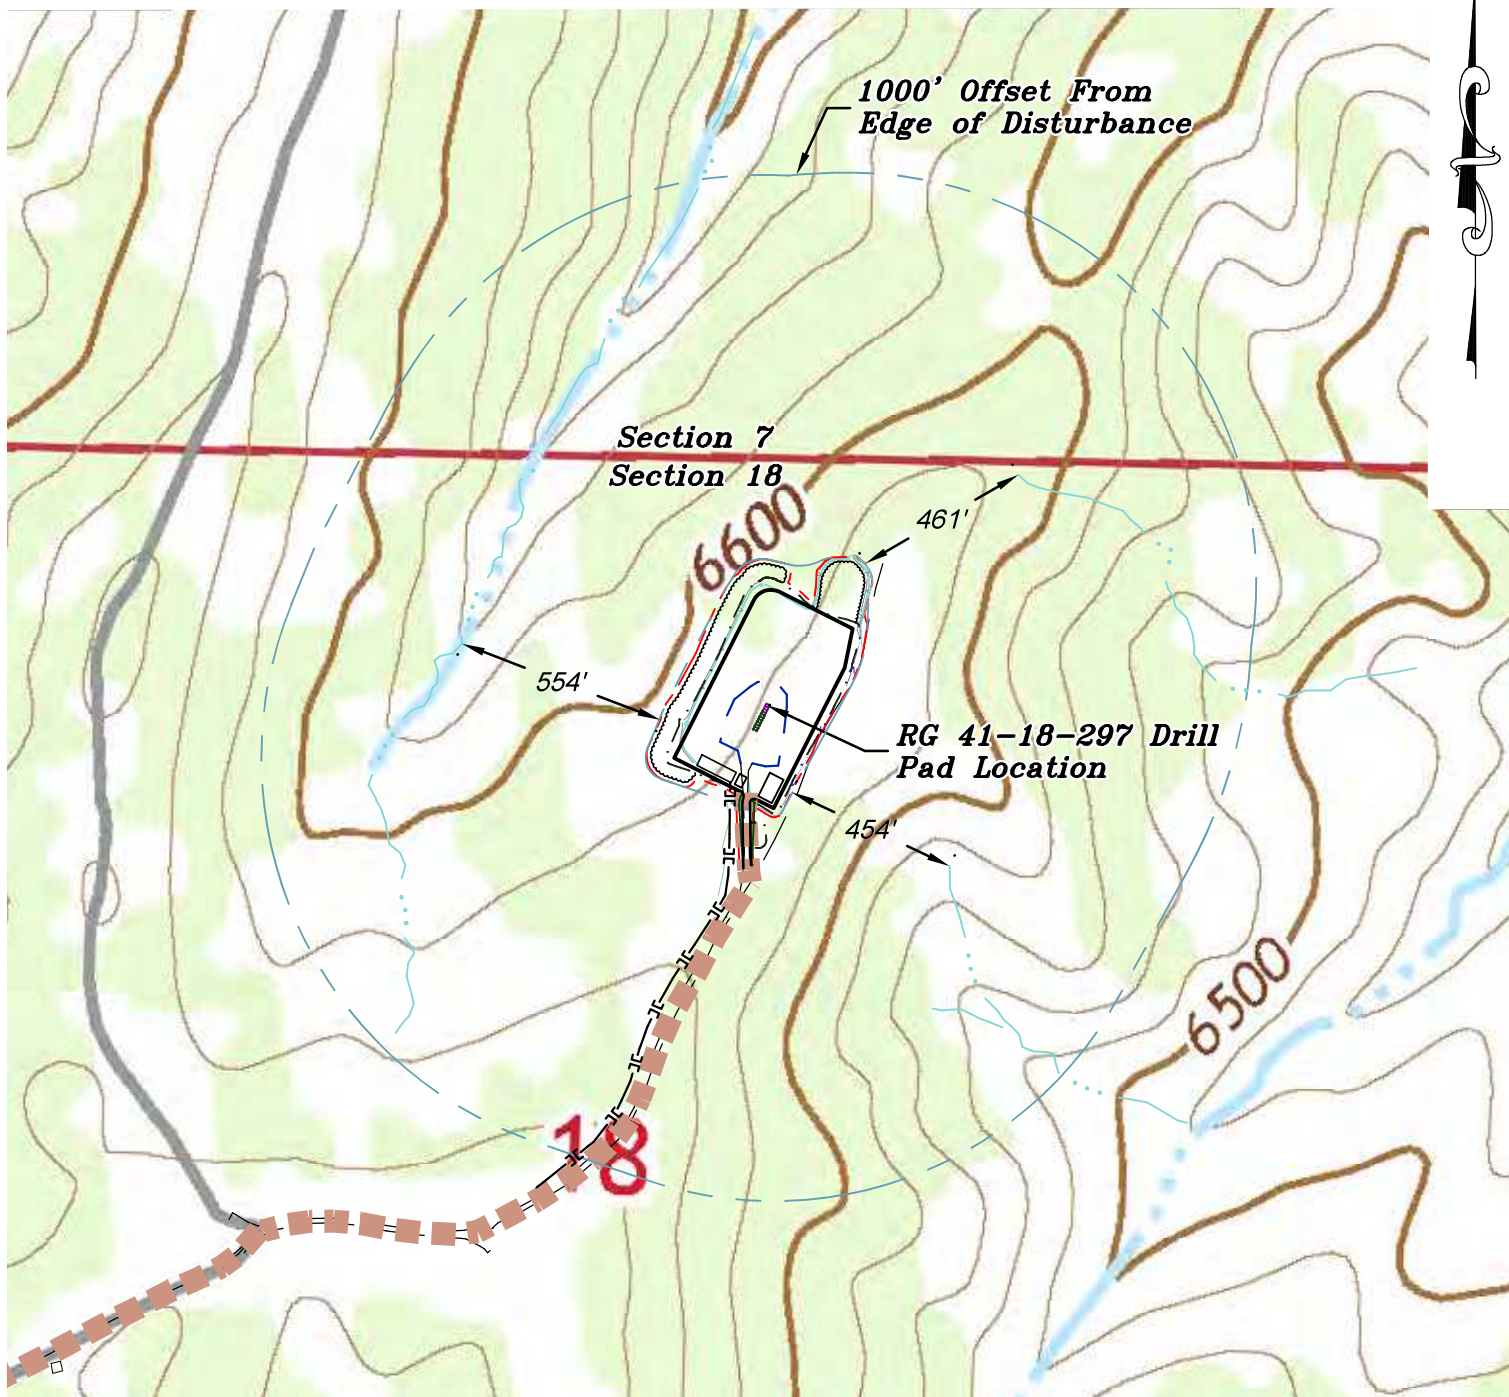 1000' Offset From
Edge of Disturbance
Section 7
Section 18
6600
461'
554'
RG 41-18-297 Drill
Pad Location
454'
6500
18